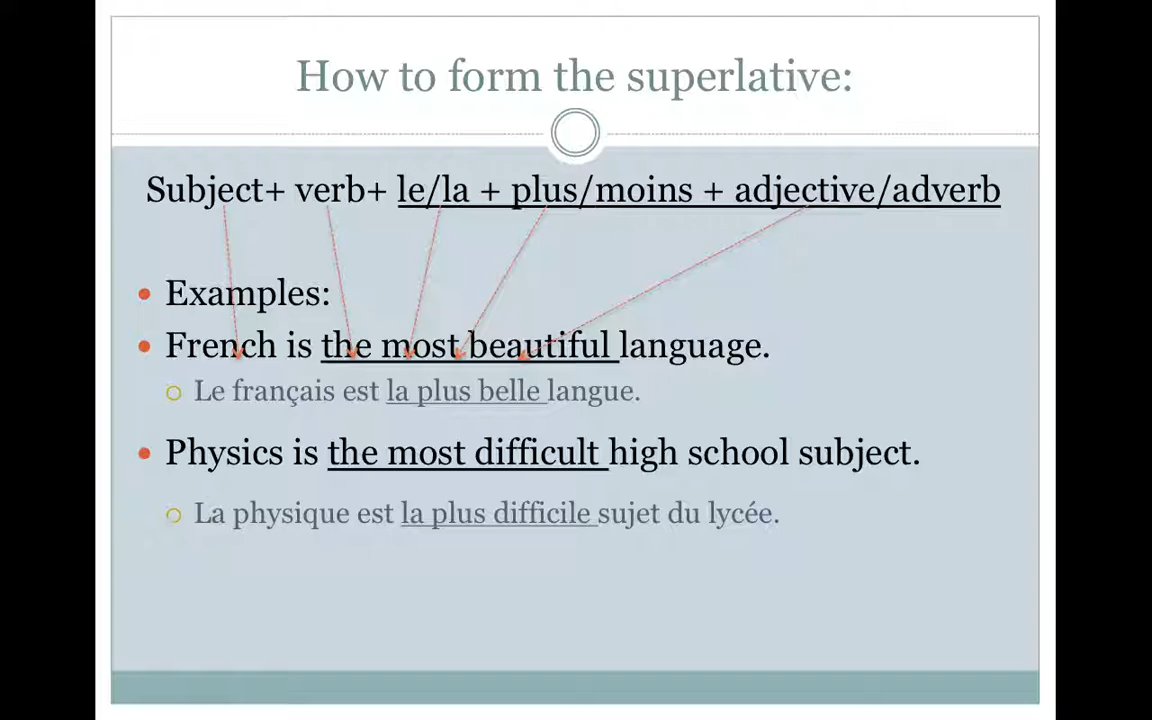 How to form the superlative:
Subject+ verb+ le/la + plus/moins + adjective/adverb
Examples:
French is the most beautiful language.
Le français est la plus belle langue.
Physics is the most difficult high school subject.
La physique est la plus difficile sujet du lycée.